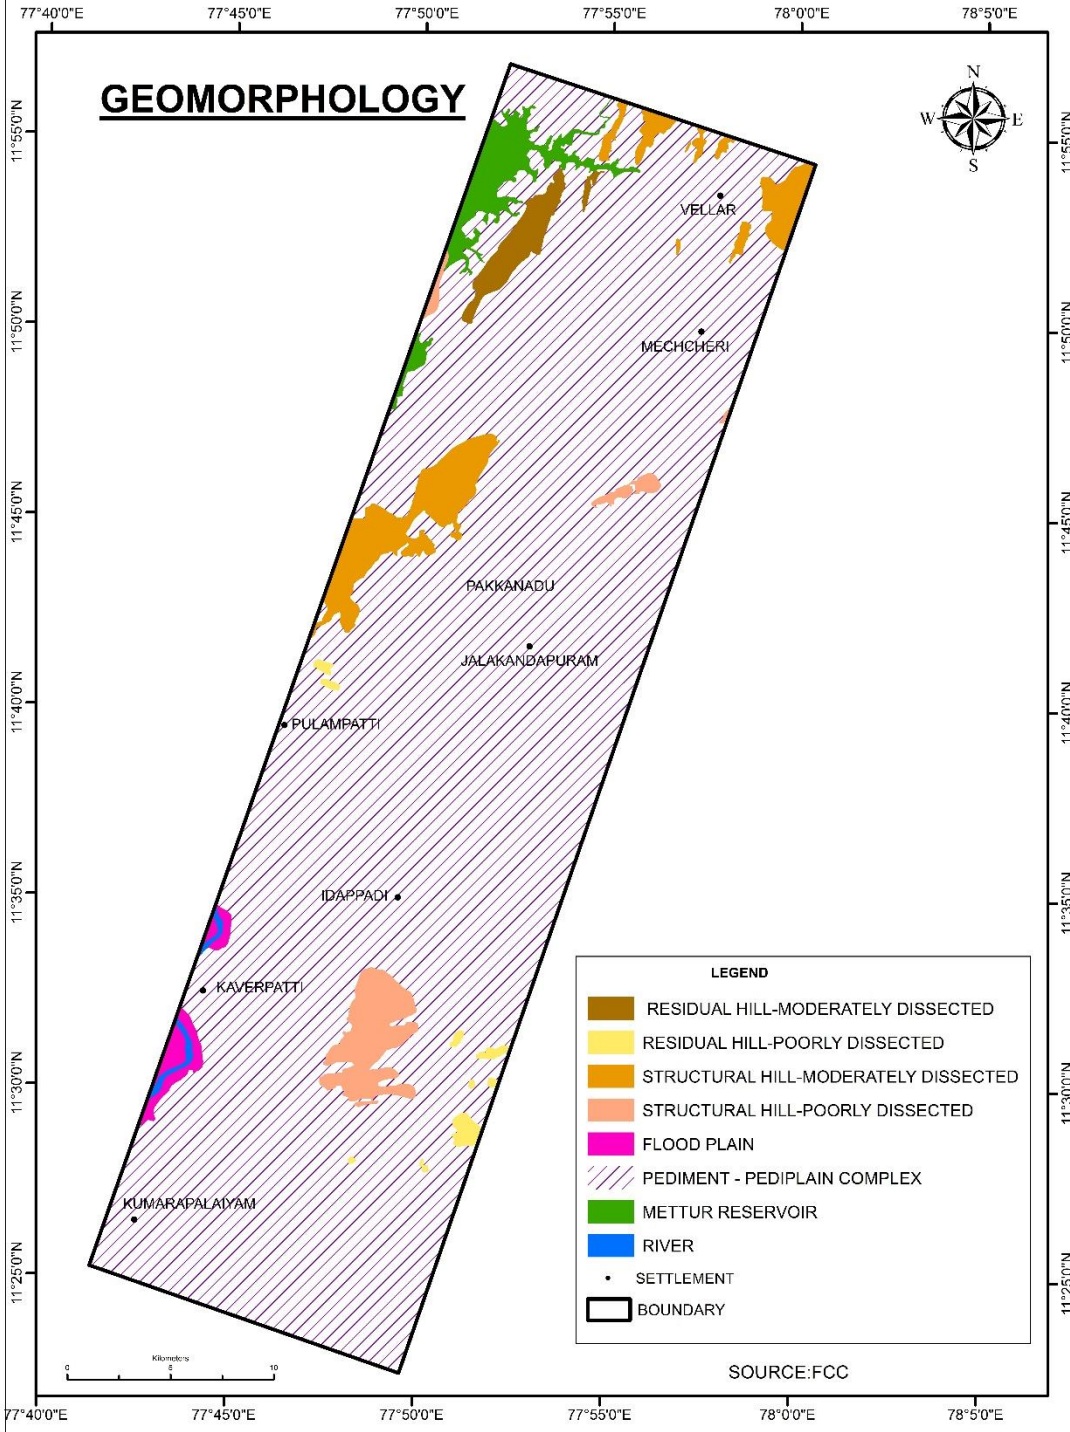 77°40'0"E 77°45'0"E 77°50'0"E 77°55'0"E 78°0'0"E 78°5'0"E
GEOMORPHOLOGY
N
W E
S
11°55'0"N 11°55'0"N
VELLAR
11°50'0"N 11°50'0"N
MECHCHERI
11°45'0"N 11°45'0"N
PAKKANADU
JALAKANDAPURAM
11°40'0"N 11°40'0"N
PULAMPATTI
11°35'0"N 11°35'0"N
IDAPPADI
KAVERPATTI
11°30'0"N 11°30'0"N
KUMARAPALAIYAM
11°25'0"N 11°25'0"N
LEGEND
RESIDUAL HILL-MODERATELY DISSECTED
RESIDUAL HILL-POORLY DISSECTED
STRUCTURAL HILL-MODERATELY DISSECTED
STRUCTURAL HILL-POORLY DISSECTED
FLOOD PLAIN
PEDIMENT - PEDIPLAIN COMPLEX
METTUR RESERVOIR
RIVER
SETTLEMENT
BOUNDARY
Kilometers
0 5 10
SOURCE:FCC
77°40'0"E 77°45'0"E 77°50'0"E 77°55'0"E 78°0'0"E 78°5'0"E